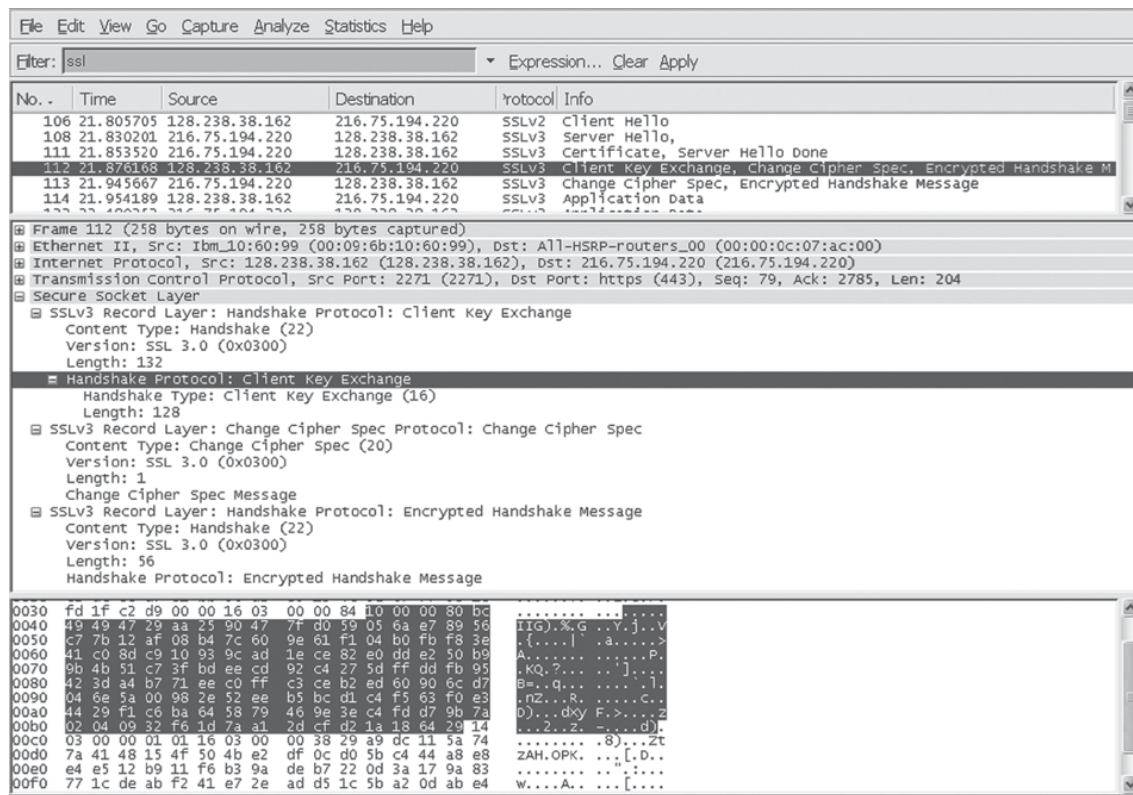 File Edit View Go Capture Analyze Statistics Help
Filter: ssl Expression... Clear Apply
No. . Time Source Destination Protocol Info
106 21.805705 128.238.38.162 216.75.194.220 SSLv2 Client Hello
108 21.830201 216.75.194.220 128.238.38.162 SSLv3 Server Hello,
111 21.853520 216.75.194.220 128.238.38.162 SSLv3 Certificate, Server Hello Done
112 21.876168 128.238.38.162 216.75.194.220 SSLv3 Client Key Exchange, Change Cipher Spec, Encrypted Handshake M
113 21.945667 216.75.194.220 128.238.38.162 SSLv3 Change Cipher Spec, Encrypted Handshake Message
114 21.954189 128.238.38.162 216.75.194.220 SSLv3 Application Data
Frame 112 (258 bytes on wire, 258 bytes captured)
Ethernet II, Src: Ibm_10:60:99 (00:09:6b:10:60:99), Dst: All-HSRP-routers_00 (00:00:0c:07:ac:00)
Internet Protocol, Src: 128.238.38.162 (128.238.38.162), Dst: 216.75.194.220 (216.75.194.220)
Transmission Control Protocol, Src Port: 2271 (2271), Dst Port: https (443), Seq: 79, Ack: 2785, Len: 204
Secure Socket Layer
SSLv3 Record Layer: Handshake Protocol: Client Key Exchange
Content Type: Handshake (22)
Version: SSL 3.0 (0x0300)
Length: 132
Handshake Protocol: Client Key Exchange
Handshake Type: Client Key Exchange (16)
Length: 128
SSLv3 Record Layer: Change Cipher Spec Protocol: Change Cipher Spec
Content Type: Change Cipher Spec (20)
Version: SSL 3.0 (0x0300)
Length: 1
Change Cipher Spec Message
SSLv3 Record Layer: Handshake Protocol: Encrypted Handshake Message
Content Type: Handshake (22)
Version: SSL 3.0 (0x0300)
Length: 56
Handshake Protocol: Encrypted Handshake Message
0030 fd 1f c2 d9 00 00 16 03 00 00 84 10 00 00 80 bc ........ ........
0040 49 49 47 29 aa 25 90 47 7f d0 59 05 6a e7 89 56 IIG).%.G ..Y.j..V
0050 c7 7b 12 af 08 b4 7c 60 9e 61 f1 04 b0 fb f8 3e .{....|` .a.....>
0060 41 c0 8d c9 10 93 9c ad 1e ce 82 e0 dd e2 50 b9 A....... ......P.
0070 9b 4b 51 c7 3f bd ee cd 92 c4 27 5d ff dd fb 95 .KQ.?... ..']....
0080 42 3d a4 b7 71 ee c0 ff c3 ce b2 ed 60 90 6c d7 B=..q... ....`.l.
0090 04 6e 5a 00 98 2e 52 ee b5 bc d1 c4 f5 63 f0 e3 .nZ...R. .....c..
00a0 44 29 f1 c6 ba 64 58 79 46 9e 3e c4 fd d7 9b 7a D)...dXy F.>....z
00b0 02 04 09 32 f6 1d 7a a1 2d cf d2 1a 18 64 29 14 ...2..z. -....d).
00c0 03 00 00 01 01 16 03 00 00 38 29 a9 dc 11 5a 74 ........ .8)...Zt
00d0 7a 41 48 15 4f 50 4b e2 df 0c d0 5b c4 44 a8 e8 zAH.OPK. ...[.D..
00e0 e4 e5 12 b9 11 f6 b3 9a de b7 22 0d 3a 17 9a 83 ........ ..".:...
00f0 77 1c de ab f2 41 e7 2e ad d5 1c 5b a2 0d ab e4 w....A.. ...[....